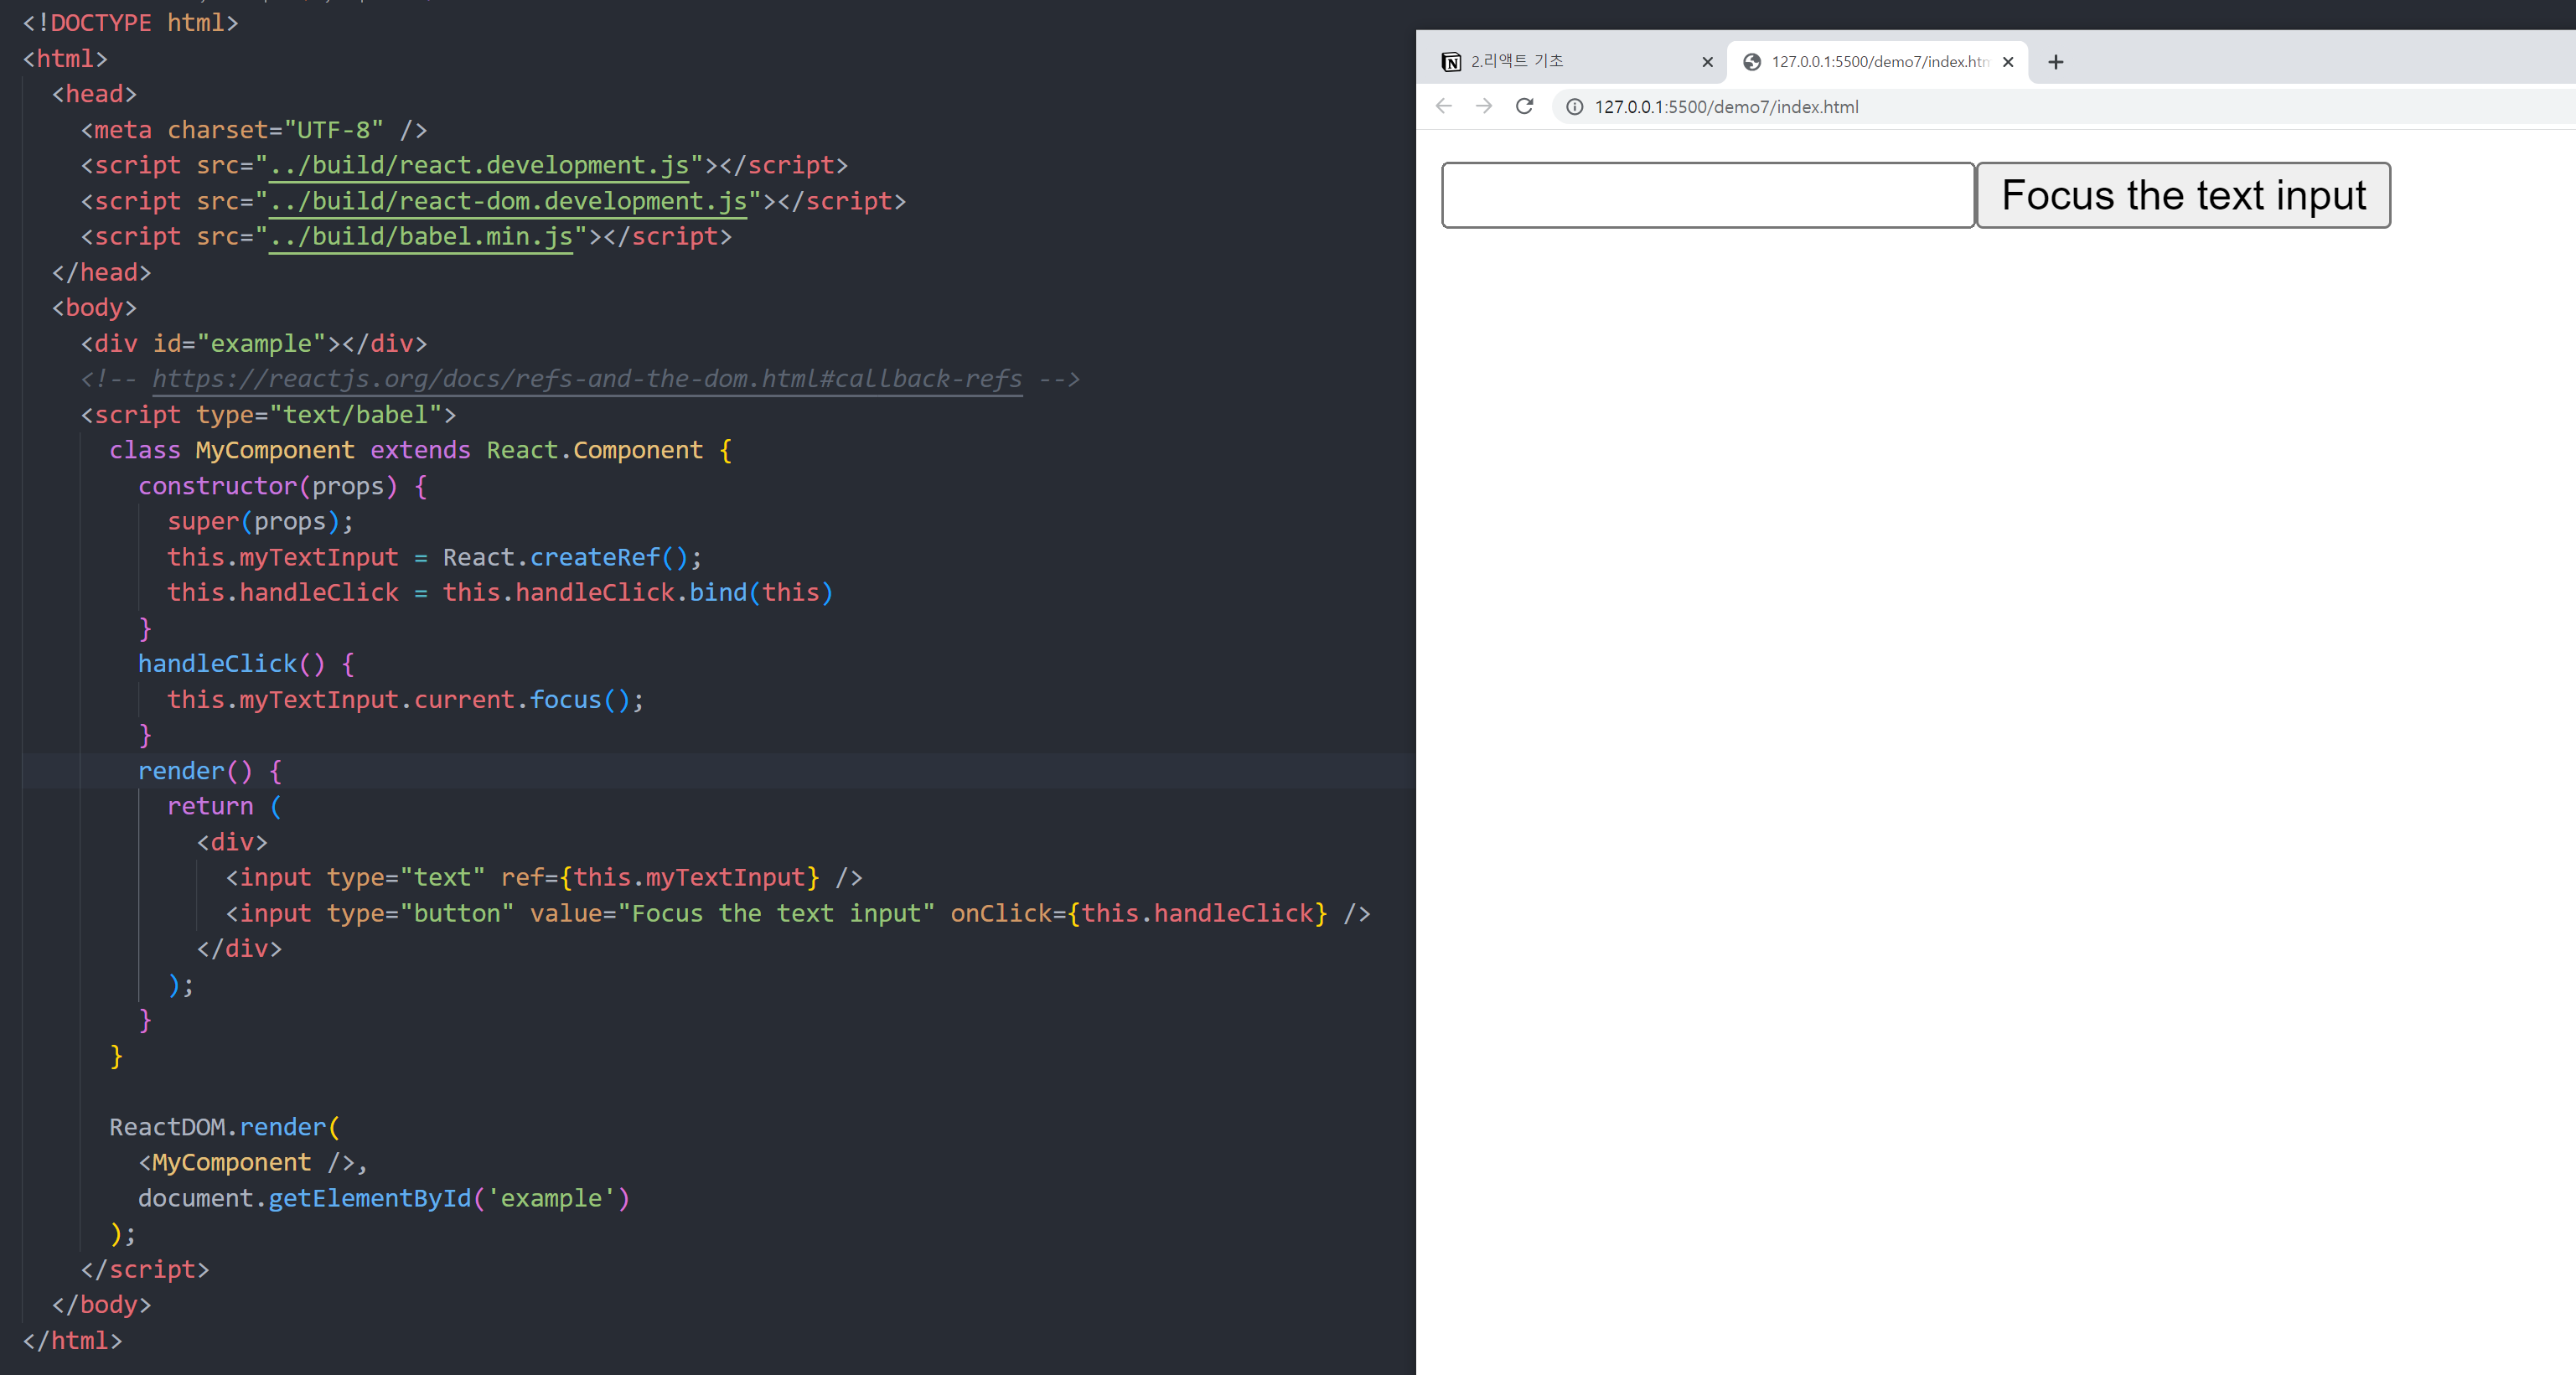 <!DOCTYPE html>
<html>
  <head>
    <meta charset="UTF-8" />
    <script src="../build/react.development.js"></script>
    <script src="../build/react-dom.development.js"></script>
    <script src="../build/babel.min.js"></script>
  </head>
  <body>
    <div id="example"></div>
    <!-- https://reactjs.org/docs/refs-and-the-dom.html#callback-refs -->
    <script type="text/babel">
      class MyComponent extends React.Component {
        constructor(props) {
          super(props);
          this.myTextInput = React.createRef();
          this.handleClick = this.handleClick.bind(this)
        }
        handleClick() {
          this.myTextInput.current.focus();
        }
        render() {
          return (
            <div>
              <input type="text" ref={this.myTextInput} />
              <input type="button" value="Focus the text input" onClick={this.handleClick} />
            </div>
          );
        }
      }

      ReactDOM.render(
        <MyComponent />,
        document.getElementById('example')
      );
    </script>
  </body>
</html>
2.리액트 기초
127.0.0.1:5500/demo7/index.htm
127.0.0.1:5500/demo7/index.html
Focus the text input